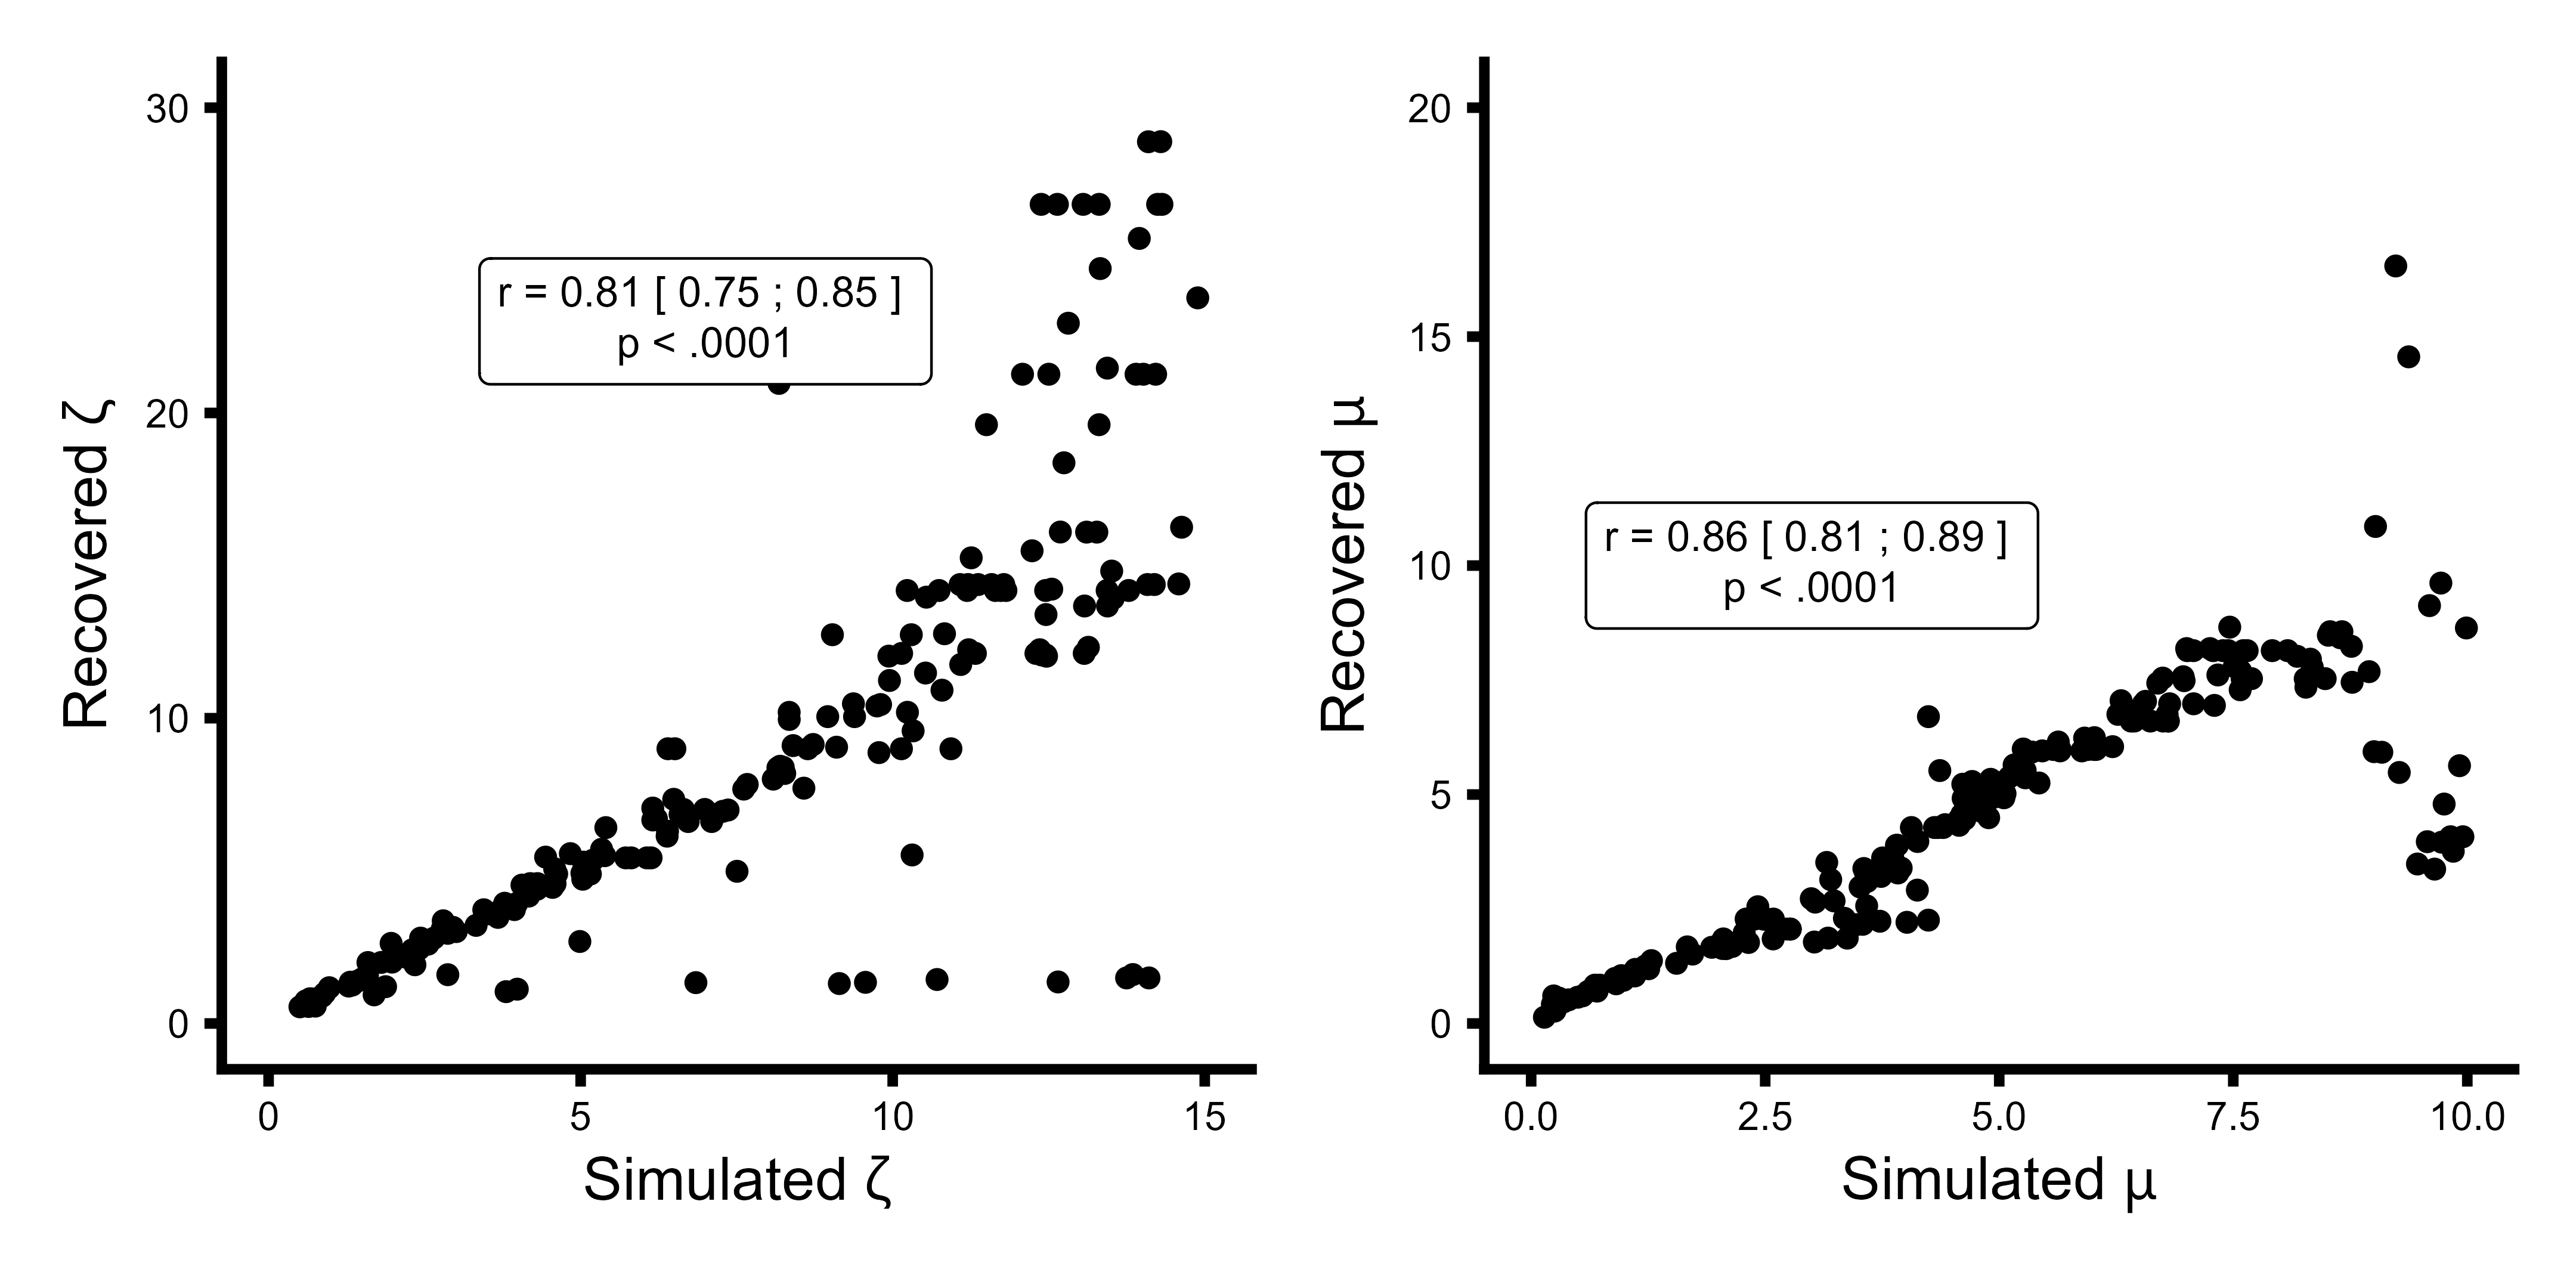 30
20
10
0
Recovered ζ
r = 0.81 [ 0.75 ; 0.85 ]
p < .0001
0 5 10 15
Simulated ζ
20
15
10
5
0
Recovered µ
r = 0.86 [ 0.81 ; 0.89 ]
p < .0001
0.0 2.5 5.0 7.5 10.0
Simulated µ